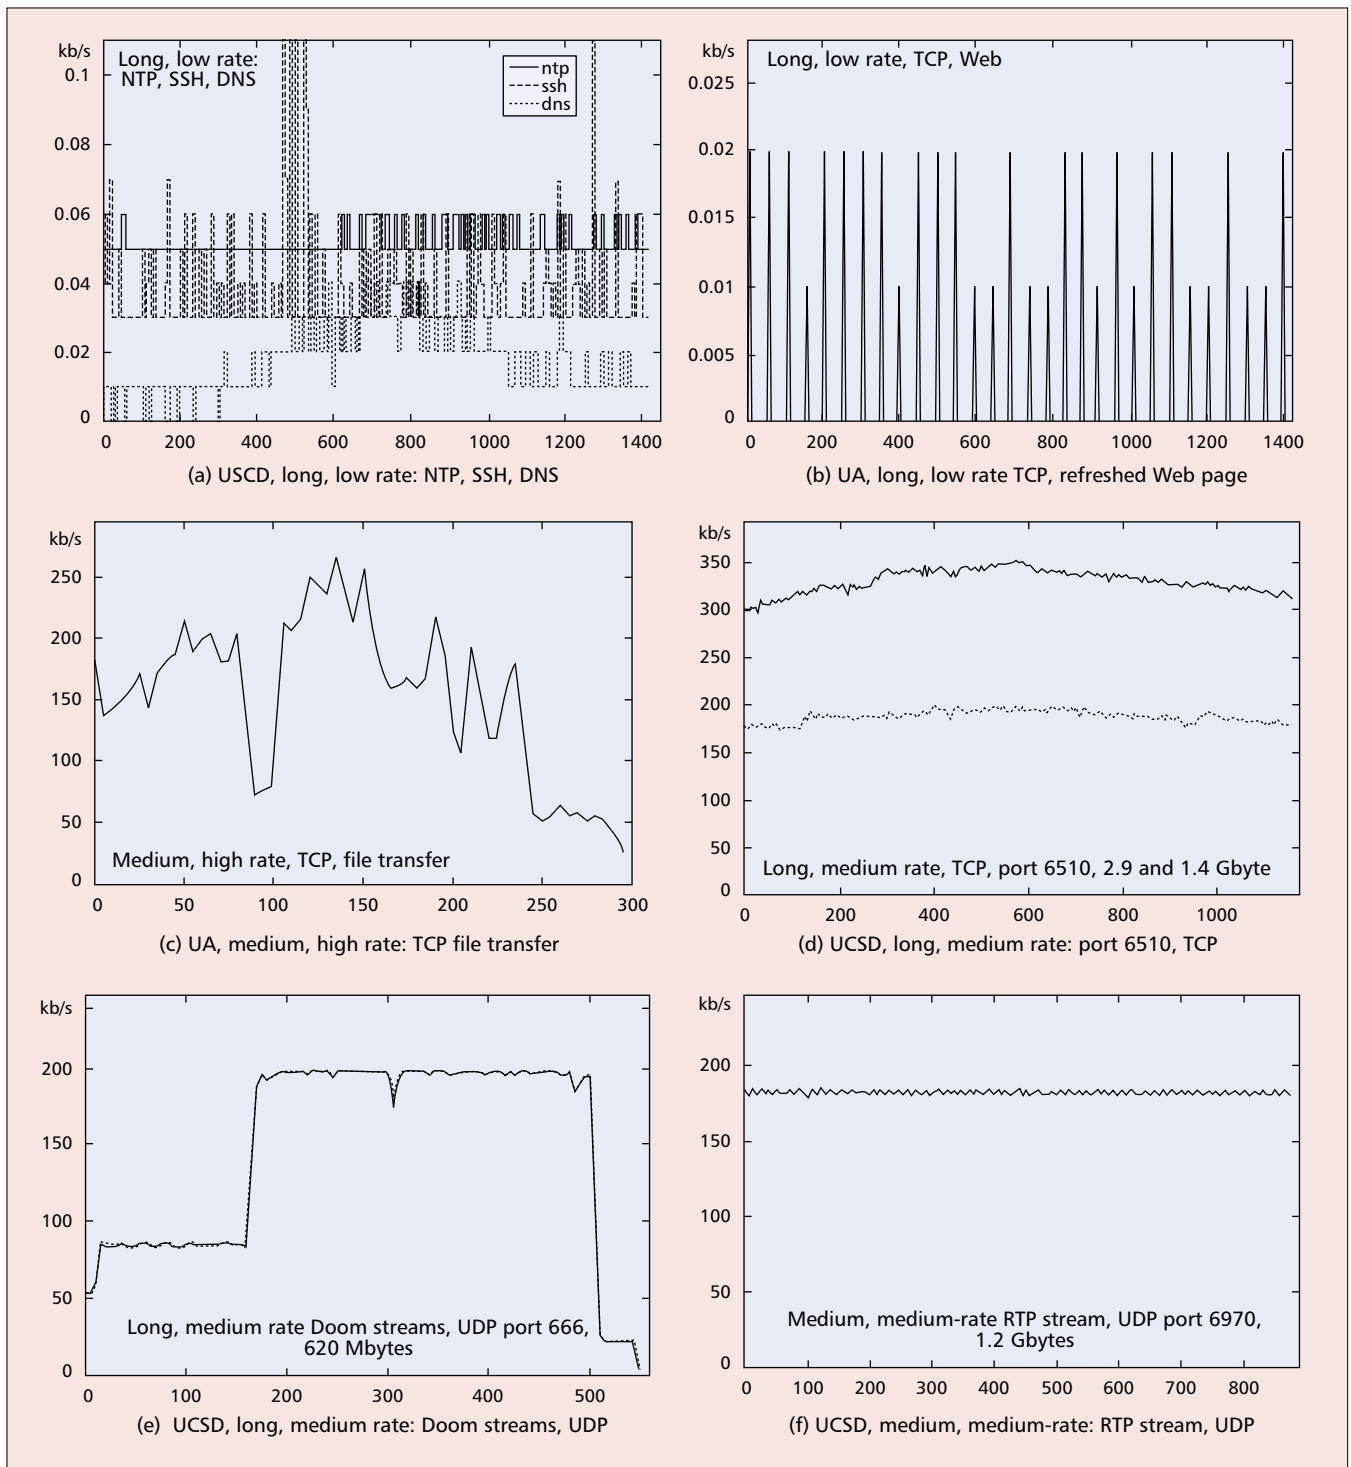 kb/s
Long, low rate:
NTP, SSH, DNS
ntp
ssh
dns
0.1
0.08
0.06
0.04
0.02
0
0 200 400 600 800 1000 1200 1400
(a) USCD, long, low rate: NTP, SSH, DNS
kb/s
Long, low rate, TCP, Web
0.025
0.02
0.015
0.01
0.005
0
0 200 400 600 800 1000 1200 1400
(b) UA, long, low rate TCP, refreshed Web page
kb/s
250
200
150
100
50
0
Medium, high rate, TCP, file transfer
0 50 100 150 200 250 300
(c) UA, medium, high rate: TCP file transfer
kb/s
350
300
250
200
150
100
50
0
Long, medium rate, TCP, port 6510, 2.9 and 1.4 Gbyte
0 200 400 600 800 1000
(d) UCSD, long, medium rate: port 6510, TCP
kb/s
200
150
100
50
0
Long, medium rate Doom streams, UDP port 666,
620 Mbytes
0 100 200 300 400 500
(e) UCSD, long, medium rate: Doom streams, UDP
kb/s
200
150
100
50
0
Medium, medium-rate RTP stream, UDP port 6970,
1.2 Gbytes
0 100 200 300 400 500 600 700 800
(f) UCSD, medium, medium-rate: RTP stream, UDP